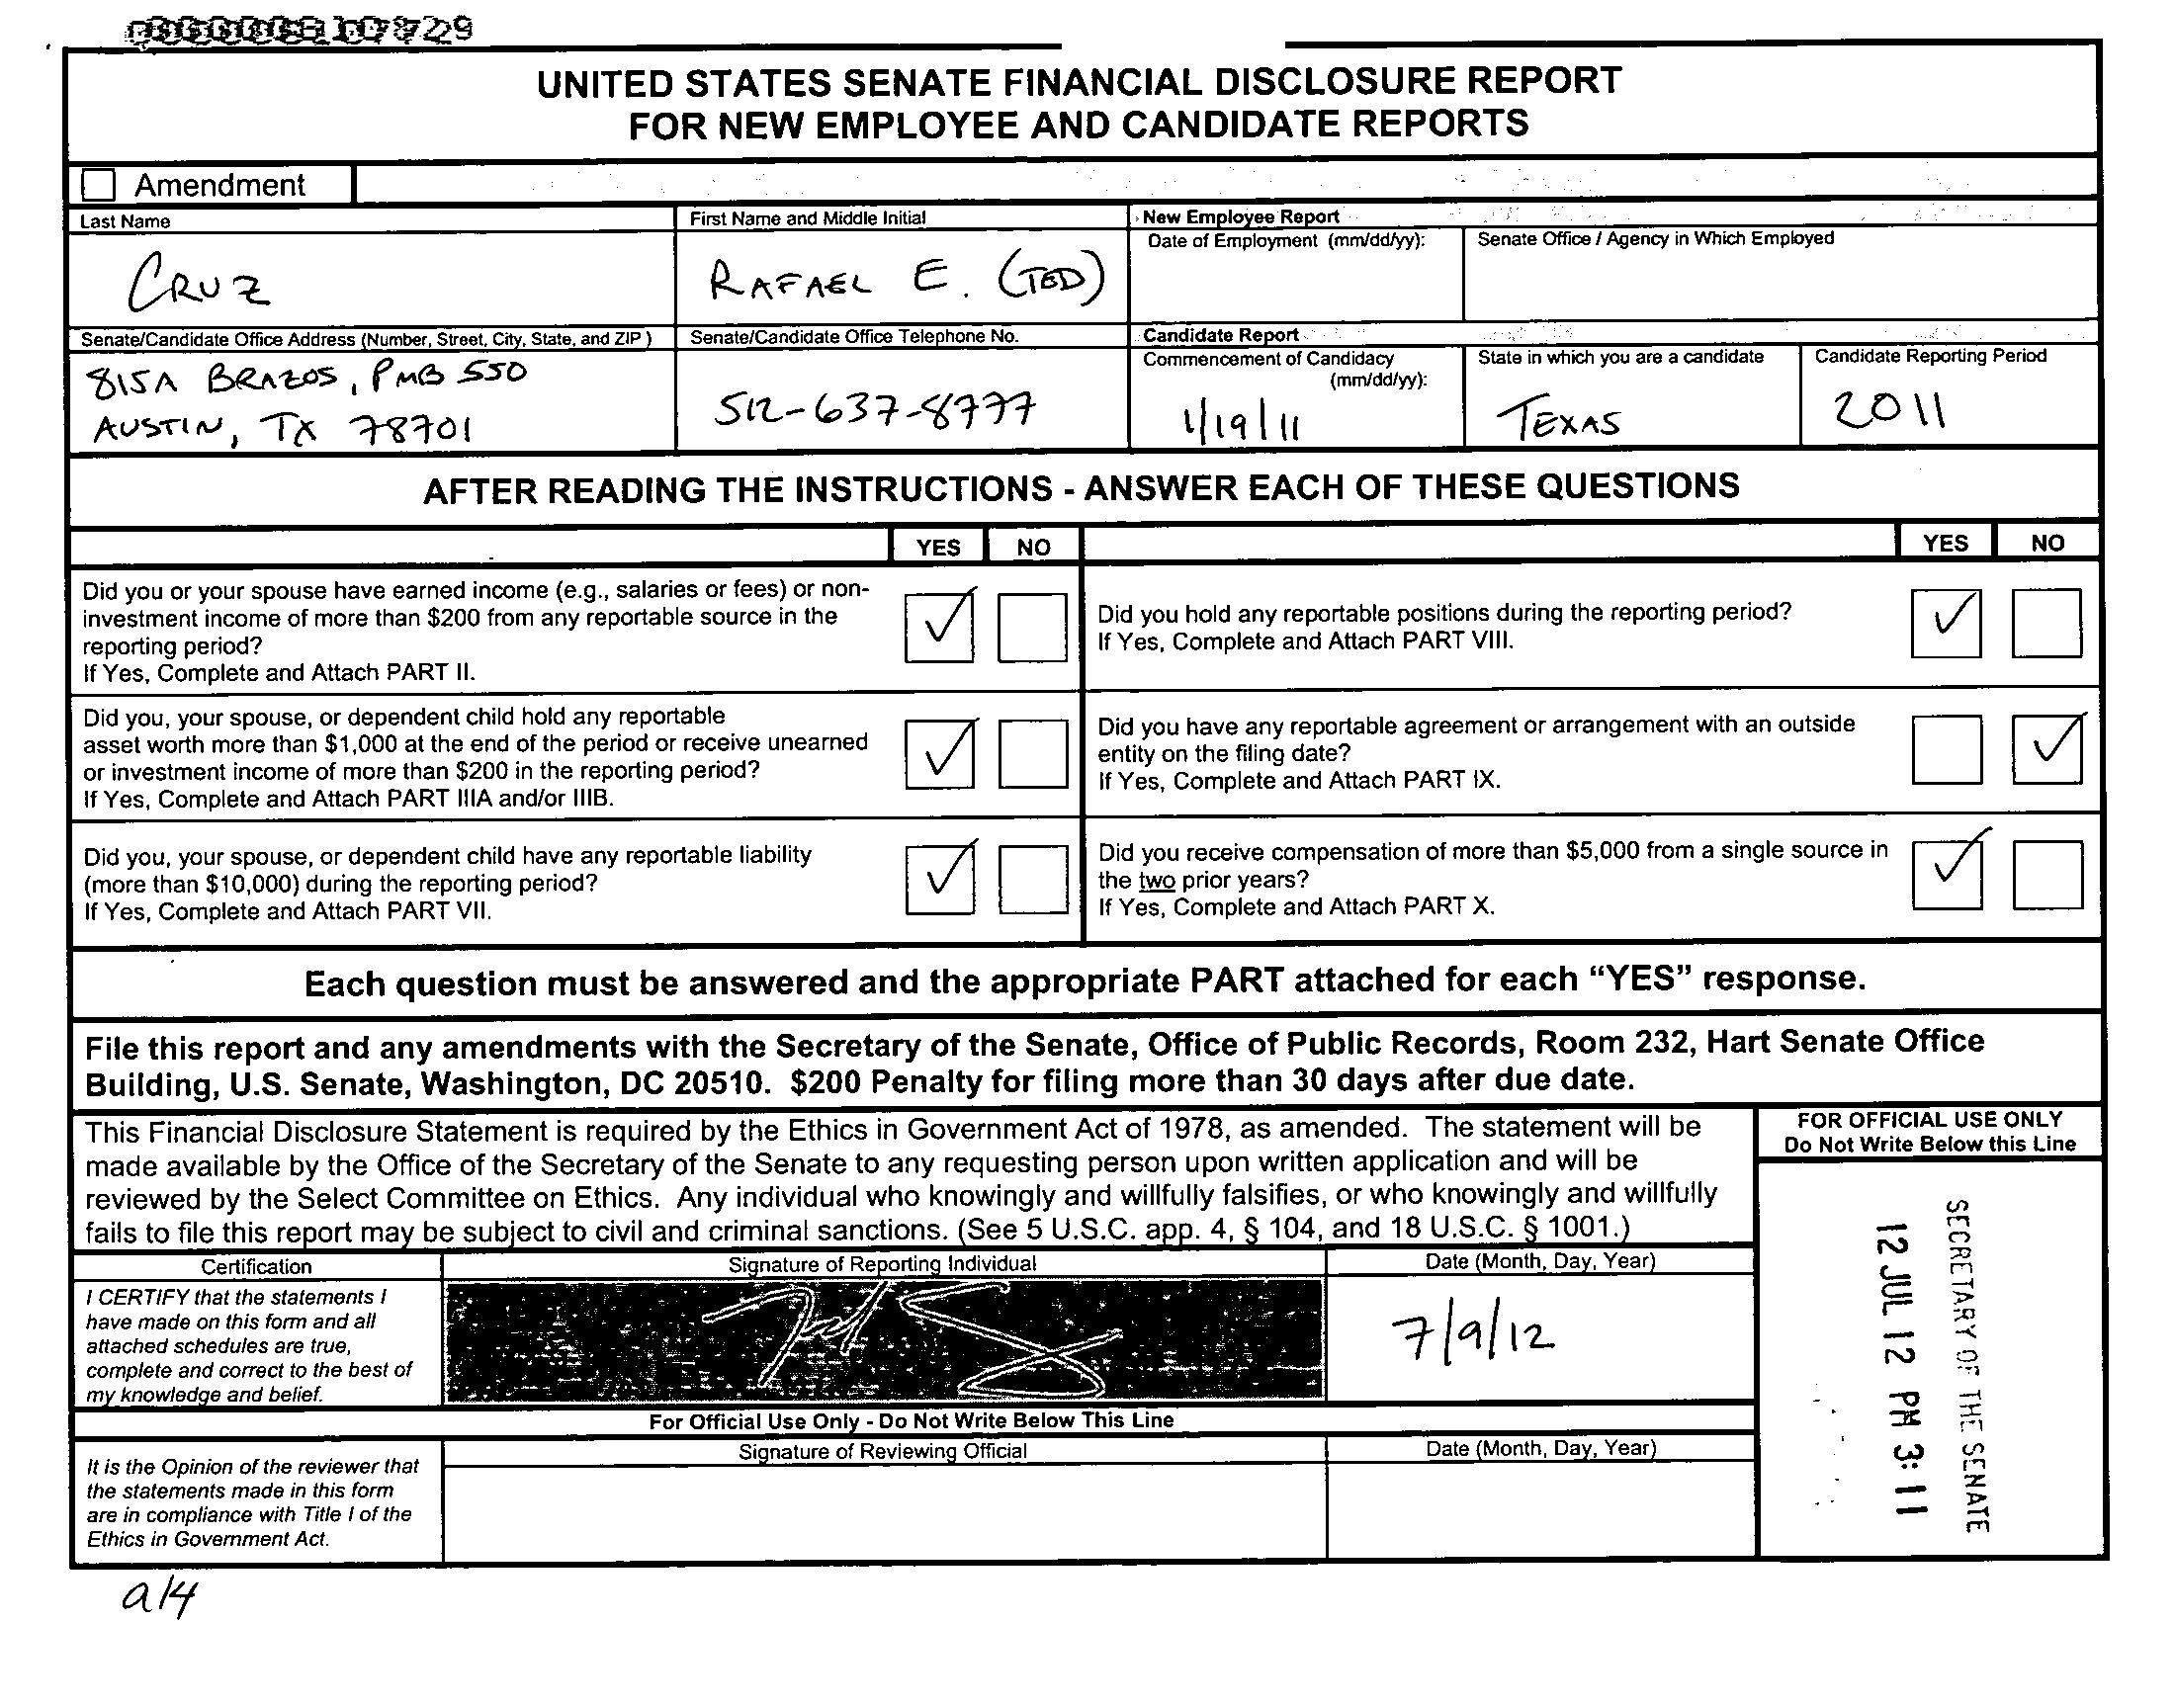 UNITED STATES SENATE FINANCIAL DISCLOSURE REPORT
FOR NEW EMPLOYEE AND CANDIDATE REPORTS
Amendment
Last Name
CRUZ
First Name and Middle Initial
RAFAEL E. (TED)
New Employee Report
Date of Employment (mm/dd/yy):
Senate Office / Agency in Which Employed
Senate/Candidate Office Address (Number, Street, City, State, and ZIP )
815A BRAZOS, PMB 550
AUSTIN, TX 78701
Senate/Candidate Office Telephone No.
512-637-8777
Candidate Report
Commencement of Candidacy
(mm/dd/yy):
1/19/11
State in which you are a candidate
TEXAS
Candidate Reporting Period
2011
AFTER READING THE INSTRUCTIONS - ANSWER EACH OF THESE QUESTIONS
YES NO
YES NO
Did you or your spouse have earned income (e.g., salaries or fees) or non-
investment income of more than $200 from any reportable source in the
reporting period?
If Yes, Complete and Attach PART II.
Did you hold any reportable positions during the reporting period?
If Yes, Complete and Attach PART VIII.
Did you, your spouse, or dependent child hold any reportable
asset worth more than $1,000 at the end of the period or receive unearned
or investment income of more than $200 in the reporting period?
If Yes, Complete and Attach PART IIIA and/or IIIB.
Did you have any reportable agreement or arrangement with an outside
entity on the filing date?
If Yes, Complete and Attach PART IX.
Did you, your spouse, or dependent child have any reportable liability
(more than $10,000) during the reporting period?
If Yes, Complete and Attach PART VII.
Did you receive compensation of more than $5,000 from a single source in
the two prior years?
If Yes, Complete and Attach PART X.
Each question must be answered and the appropriate PART attached for each “YES” response.
File this report and any amendments with the Secretary of the Senate, Office of Public Records, Room 232, Hart Senate Office
Building, U.S. Senate, Washington, DC 20510. $200 Penalty for filing more than 30 days after due date.
This Financial Disclosure Statement is required by the Ethics in Government Act of 1978, as amended. The statement will be
made available by the Office of the Secretary of the Senate to any requesting person upon written application and will be
reviewed by the Select Committee on Ethics. Any individual who knowingly and willfully falsifies, or who knowingly and willfully
fails to file this report may be subject to civil and criminal sanctions. (See 5 U.S.C. app. 4, § 104, and 18 U.S.C. § 1001.)
FOR OFFICIAL USE ONLY
Do Not Write Below this Line
SECRETARY OF THE SENATE
12 JUL 12 PM 3:11
Certification
Signature of Reporting Individual
Date (Month, Day, Year)
I CERTIFY that the statements I
have made on this form and all
attached schedules are true,
complete and correct to the best of
my knowledge and belief.
7/9/12
For Official Use Only - Do Not Write Below This Line
Signature of Reviewing Official
Date (Month, Day, Year)
It is the Opinion of the reviewer that
the statements made in this form
are in compliance with Title I of the
Ethics in Government Act.